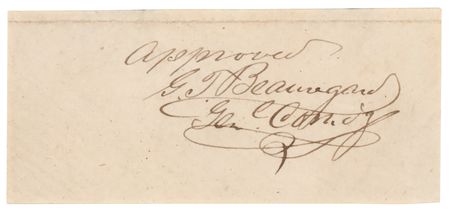 Approved
G. T. Beauregard
Genl Comdg